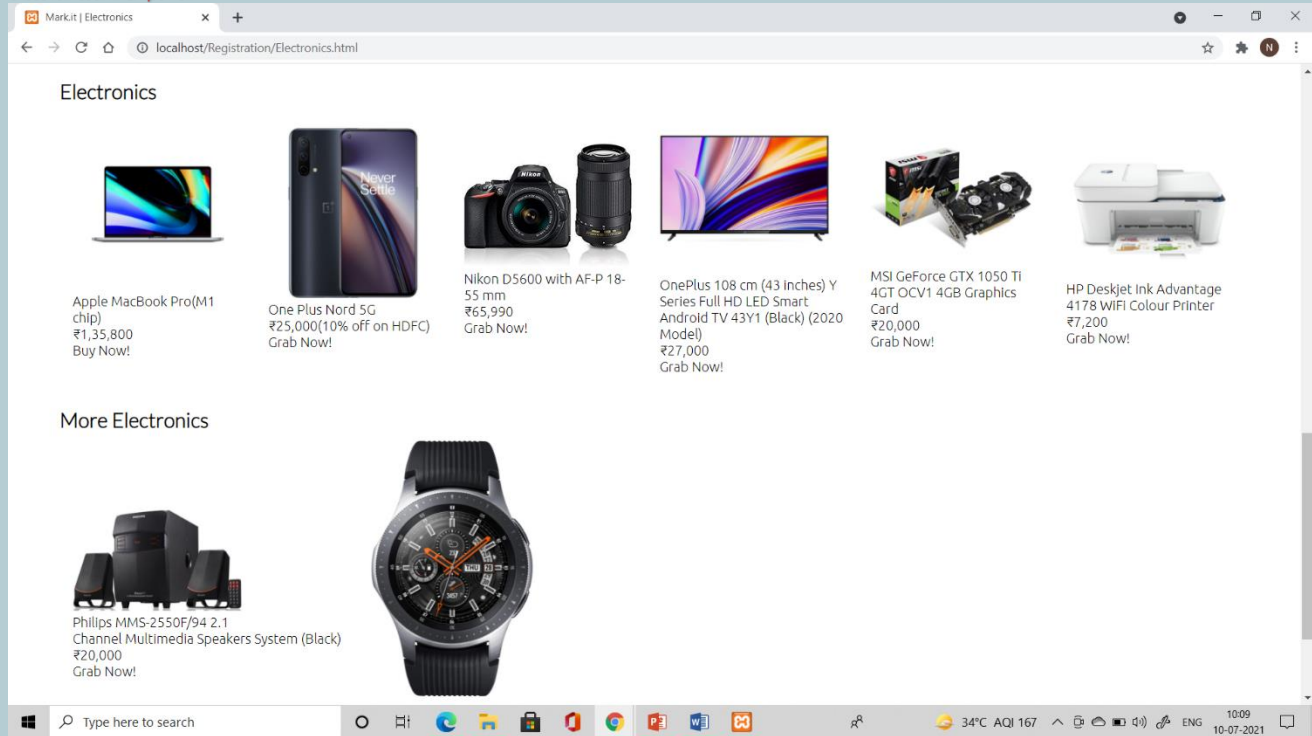 Mark.it | Electronics
localhost/Registration/Electronics.html
N
Electronics
Never
Settle
Nikon
Apple MacBook Pro(M1
chip)
₹1,35,800
Buy Now!
One Plus Nord 5G
₹25,000(10% off on HDFC)
Grab Now!
Nikon D5600 with AF-P 18-
55 mm
₹65,990
Grab Now!
OnePlus 108 cm (43 inches) Y
Series Full HD LED Smart
Android TV 43Y1 (Black) (2020
Model)
₹27,000
Grab Now!
MSI GeForce GTX 1050 Ti
4GT OCV1 4GB Graphics
Card
₹20,000
Grab Now!
HP Deskjet Ink Advantage
4178 WiFi Colour Printer
₹7,200
Grab Now!
More Electronics
Philips MMS-2550F/94 2.1
Channel Multimedia Speakers System (Black)
₹20,000
Grab Now!
THU 28
Type here to search
34°C AQI 167
ENG
10:09
10-07-2021